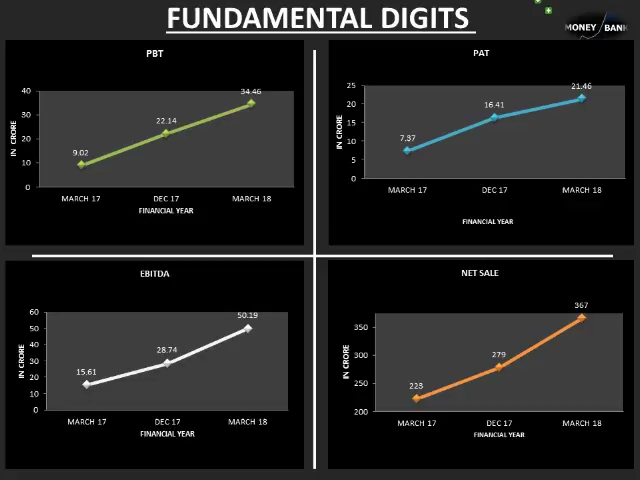 FUNDAMENTAL DIGITS
MONEY BANK
PBT
IN CRORE
40
30
20
10
0
9.02
22.14
34.46
MARCH 17 DEC 17 MARCH 18
FINANCIAL YEAR
PAT
IN CRORE
25
20
15
10
5
0
7.37
16.41
21.46
MARCH 17 DEC 17 MARCH 18
FINANCIAL YEAR
EBITDA
IN CRORE
60
50
40
30
20
10
0
15.61
28.74
50.19
MARCH 17 DEC 17 MARCH 18
FINANCIAL YEAR
NET SALE
IN CRORE
350
300
250
200
223
279
367
MARCH 17 DEC 17 MARCH 18
FINANCIAL YEAR